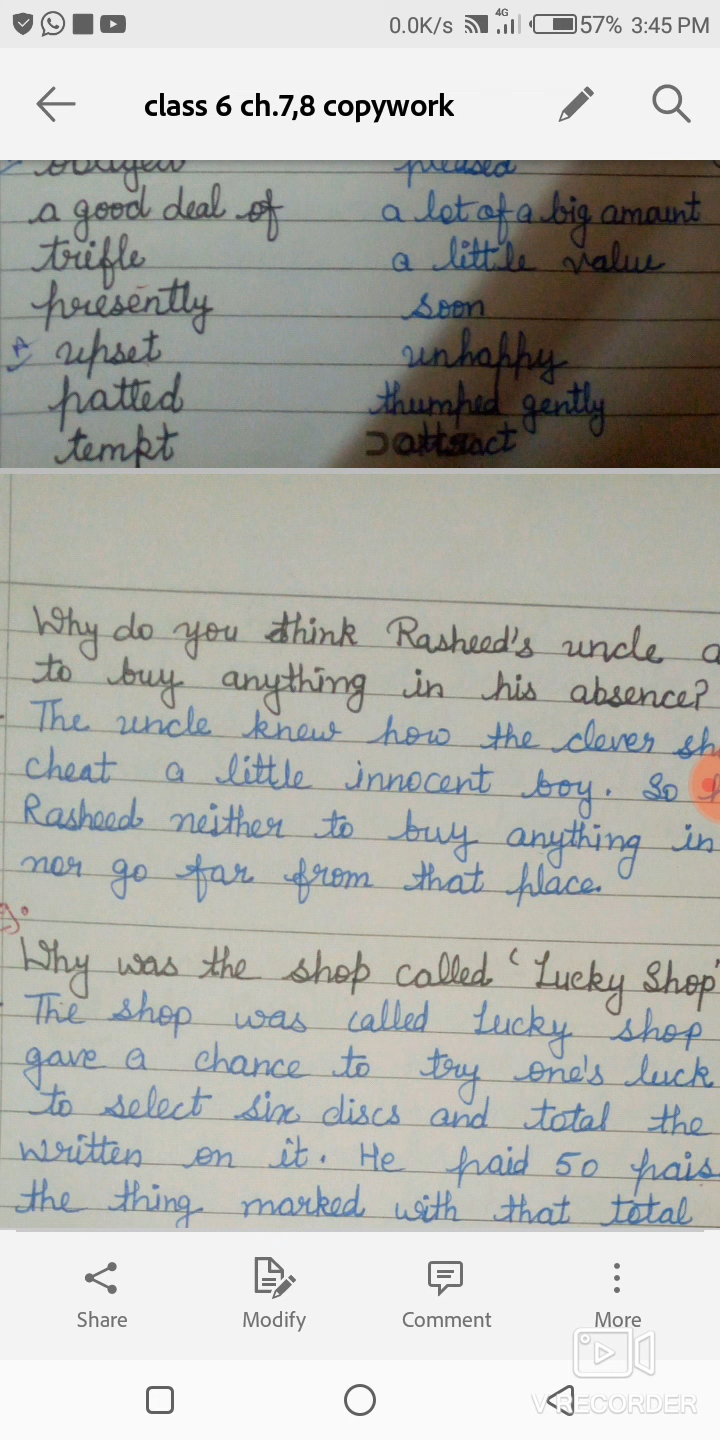 0.0K/s 4G 57% 3:45 PM
class 6 ch.7,8 copywork
pleased
a good deal of a lot of a big amount
trifle a little value
presently soon
upset unhappy
patted thumped gently
tempt attract
Why do you think Rasheed's uncle a
to buy anything in his absence?
The uncle knew how the clever sh
cheat a little innocent boy. So
Rasheed neither to buy anything in
nor go far from that place.
Why was the shop called 'Lucky Shop'
The shop was called Lucky shop
gave a chance to try one's luck
to select six discs and total the
written on it. He paid 50 pais
the thing marked with that total
Share Modify Comment More
V RECORDER